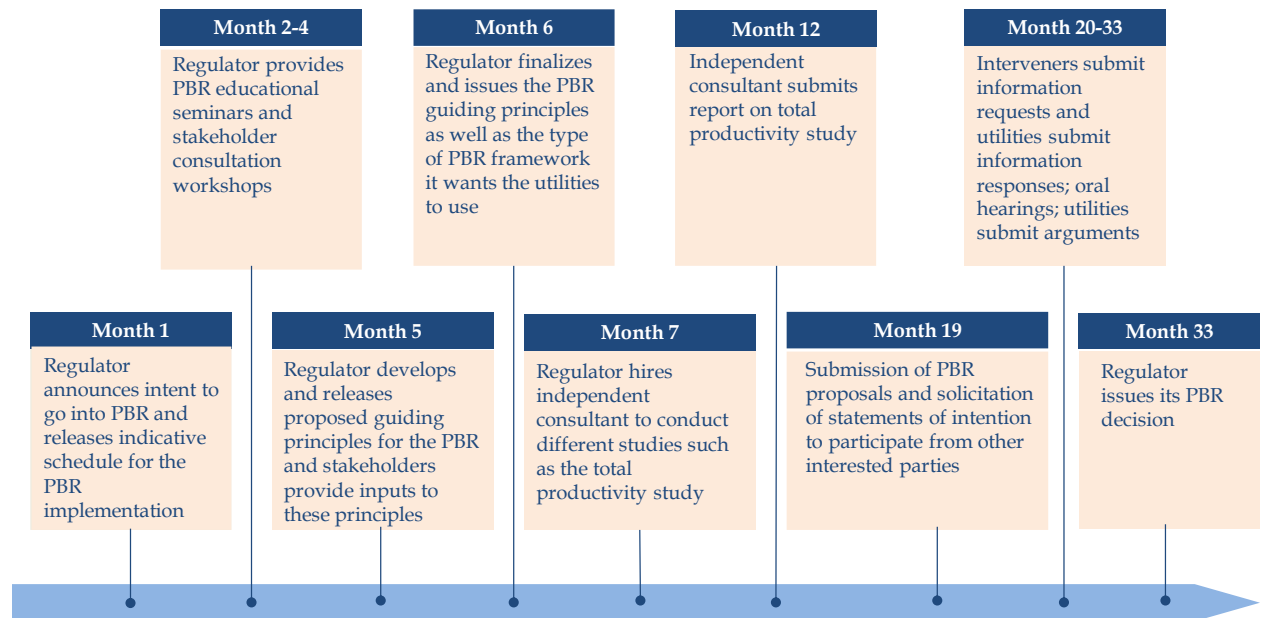 Month 1
Regulator
announces intent to
go into PBR and
releases indicative
schedule for the
PBR
implementation
Month 2-4
Regulator provides
PBR educational
seminars and
stakeholder
consultation
workshops
Month 5
Regulator develops
and releases
proposed guiding
principles for the PBR
and stakeholders
provide inputs to
these principles
Month 6
Regulator finalizes
and issues the PBR
guiding principles
as well as the type
of PBR framework
it wants the utilities
to use
Month 7
Regulator hires
independent
consultant to conduct
different studies such
as the total
productivity study
Month 12
Independent
consultant submits
report on total
productivity study
Month 19
Submission of PBR
proposals and solicitation
of statements of intention
to participate from other
interested parties
Month 20-33
Interveners submit
information
requests and
utilities submit
information
responses; oral
hearings; utilities
submit arguments
Month 33
Regulator
issues its PBR
decision